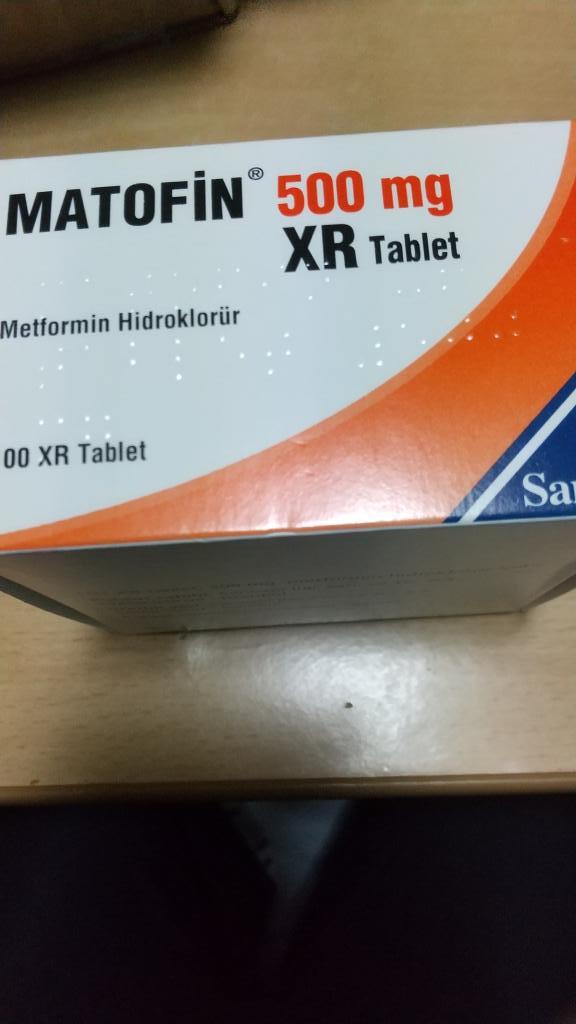 MATOFİN® 500 mg
XR Tablet
Metformin Hidroklorür
00 XR Tablet
Sa